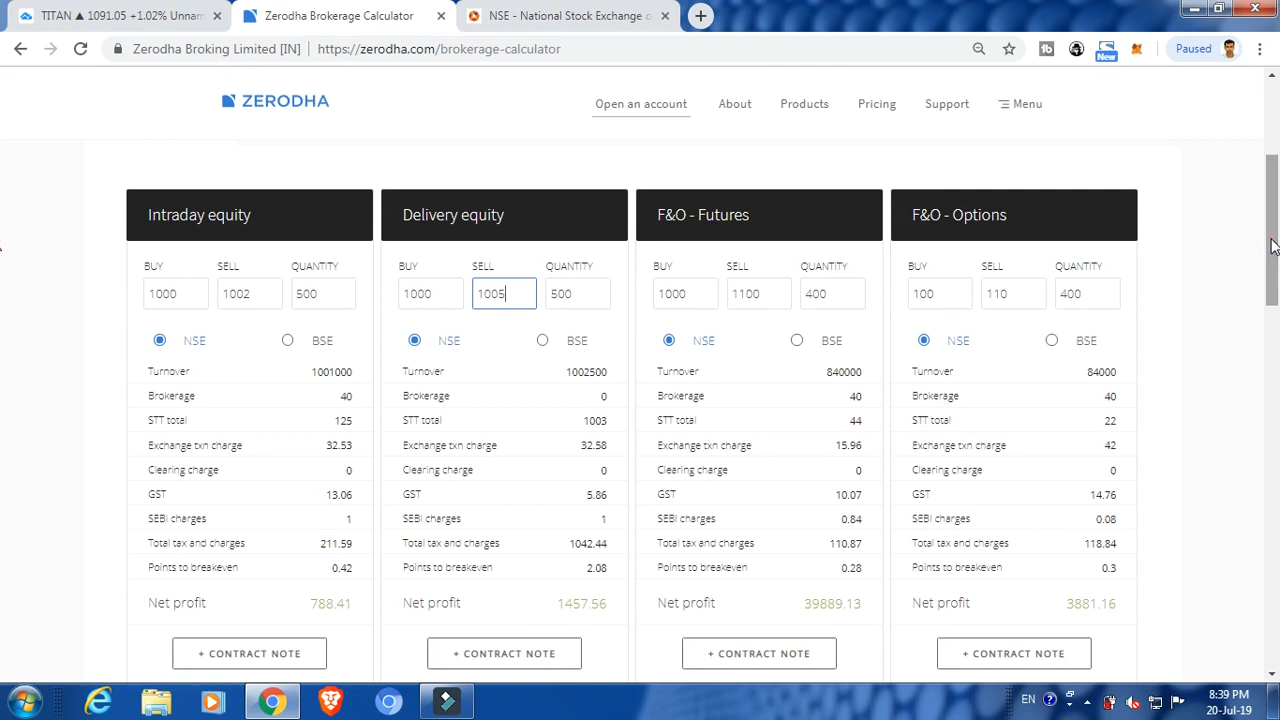 TITAN ▲ 1091.05 +1.02% Unnam
Zerodha Brokerage Calculator
NSE - National Stock Exchange o
Zerodha Broking Limited [IN] | https://zerodha.com/brokerage-calculator
New
Paused
ZERODHA
Open an account About Products Pricing Support Menu
Intraday equity
BUY SELL QUANTITY
1000 1002 500
NSE BSE
Turnover 1001000
Brokerage 40
STT total 125
Exchange txn charge 32.53
Clearing charge 0
GST 13.06
SEBI charges 1
Total tax and charges 211.59
Points to breakeven 0.42
Net profit 788.41
+ CONTRACT NOTE
Delivery equity
BUY SELL QUANTITY
1000 1005 500
NSE BSE
Turnover 1002500
Brokerage 0
STT total 1003
Exchange txn charge 32.58
Clearing charge 0
GST 5.86
SEBI charges 1
Total tax and charges 1042.44
Points to breakeven 2.08
Net profit 1457.56
+ CONTRACT NOTE
F&O - Futures
BUY SELL QUANTITY
1000 1100 400
NSE BSE
Turnover 840000
Brokerage 40
STT total 44
Exchange txn charge 15.96
Clearing charge 0
GST 10.07
SEBI charges 0.84
Total tax and charges 110.87
Points to breakeven 0.28
Net profit 39889.13
+ CONTRACT NOTE
F&O - Options
BUY SELL QUANTITY
100 110 400
NSE BSE
Turnover 84000
Brokerage 40
STT total 22
Exchange txn charge 42
Clearing charge 0
GST 14.76
SEBI charges 0.08
Total tax and charges 118.84
Points to breakeven 0.3
Net profit 3881.16
+ CONTRACT NOTE
EN
8:39 PM
20-Jul-19